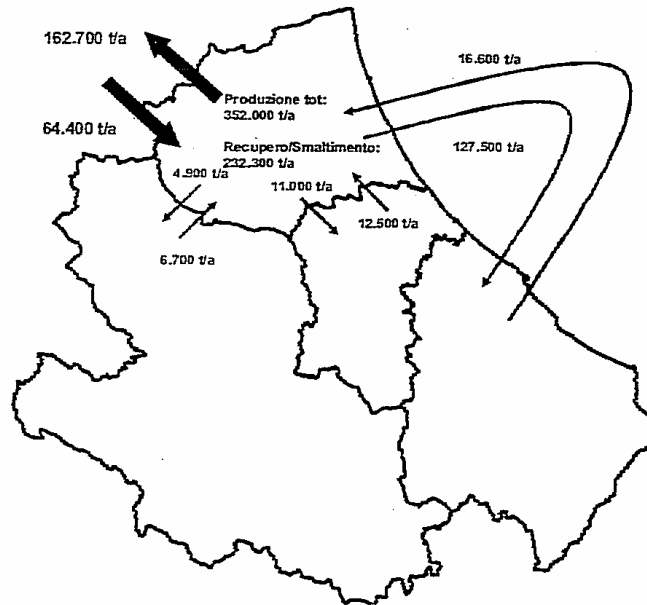 162.700 t/a
16.600 t/a
Produzione tot:
352.000 t/a
64.400 t/a
Recupero/Smaltimento:
232.300 t/a
127.500 t/a
4.900 t/a
11.000 t/a
12.500 t/a
6.700 t/a